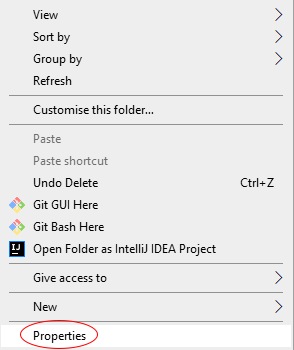 View
Sort by
Group by
Refresh
Customise this folder...
Paste
Paste shortcut
Undo Delete Ctrl+Z
Git GUI Here
Git Bash Here
IJ Open Folder as IntelliJ IDEA Project
Give access to
New
Properties